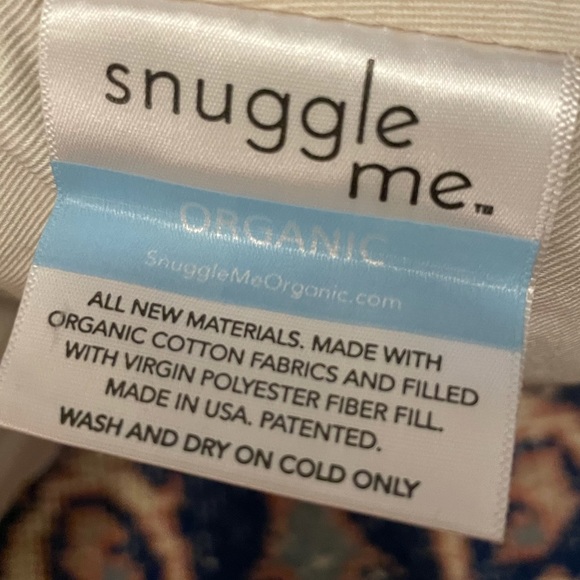 snuggle
me™
ORGANIC
SnuggleMeOrganic.com
ALL NEW MATERIALS. MADE WITH
ORGANIC COTTON FABRICS AND FILLED
WITH VIRGIN POLYESTER FIBER FILL.
MADE IN USA. PATENTED.
WASH AND DRY ON COLD ONLY